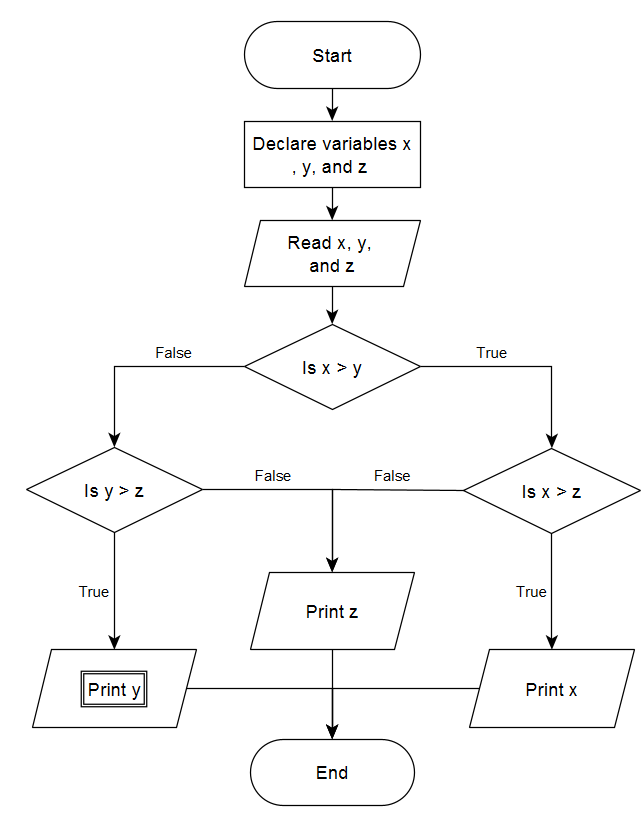 Start
Declare variables x
, y, and z
Read x, y,
and z
False
Is x > y
True
Is y > z
False
False
Is x > z
True
Print z
True
Print y
Print x
End